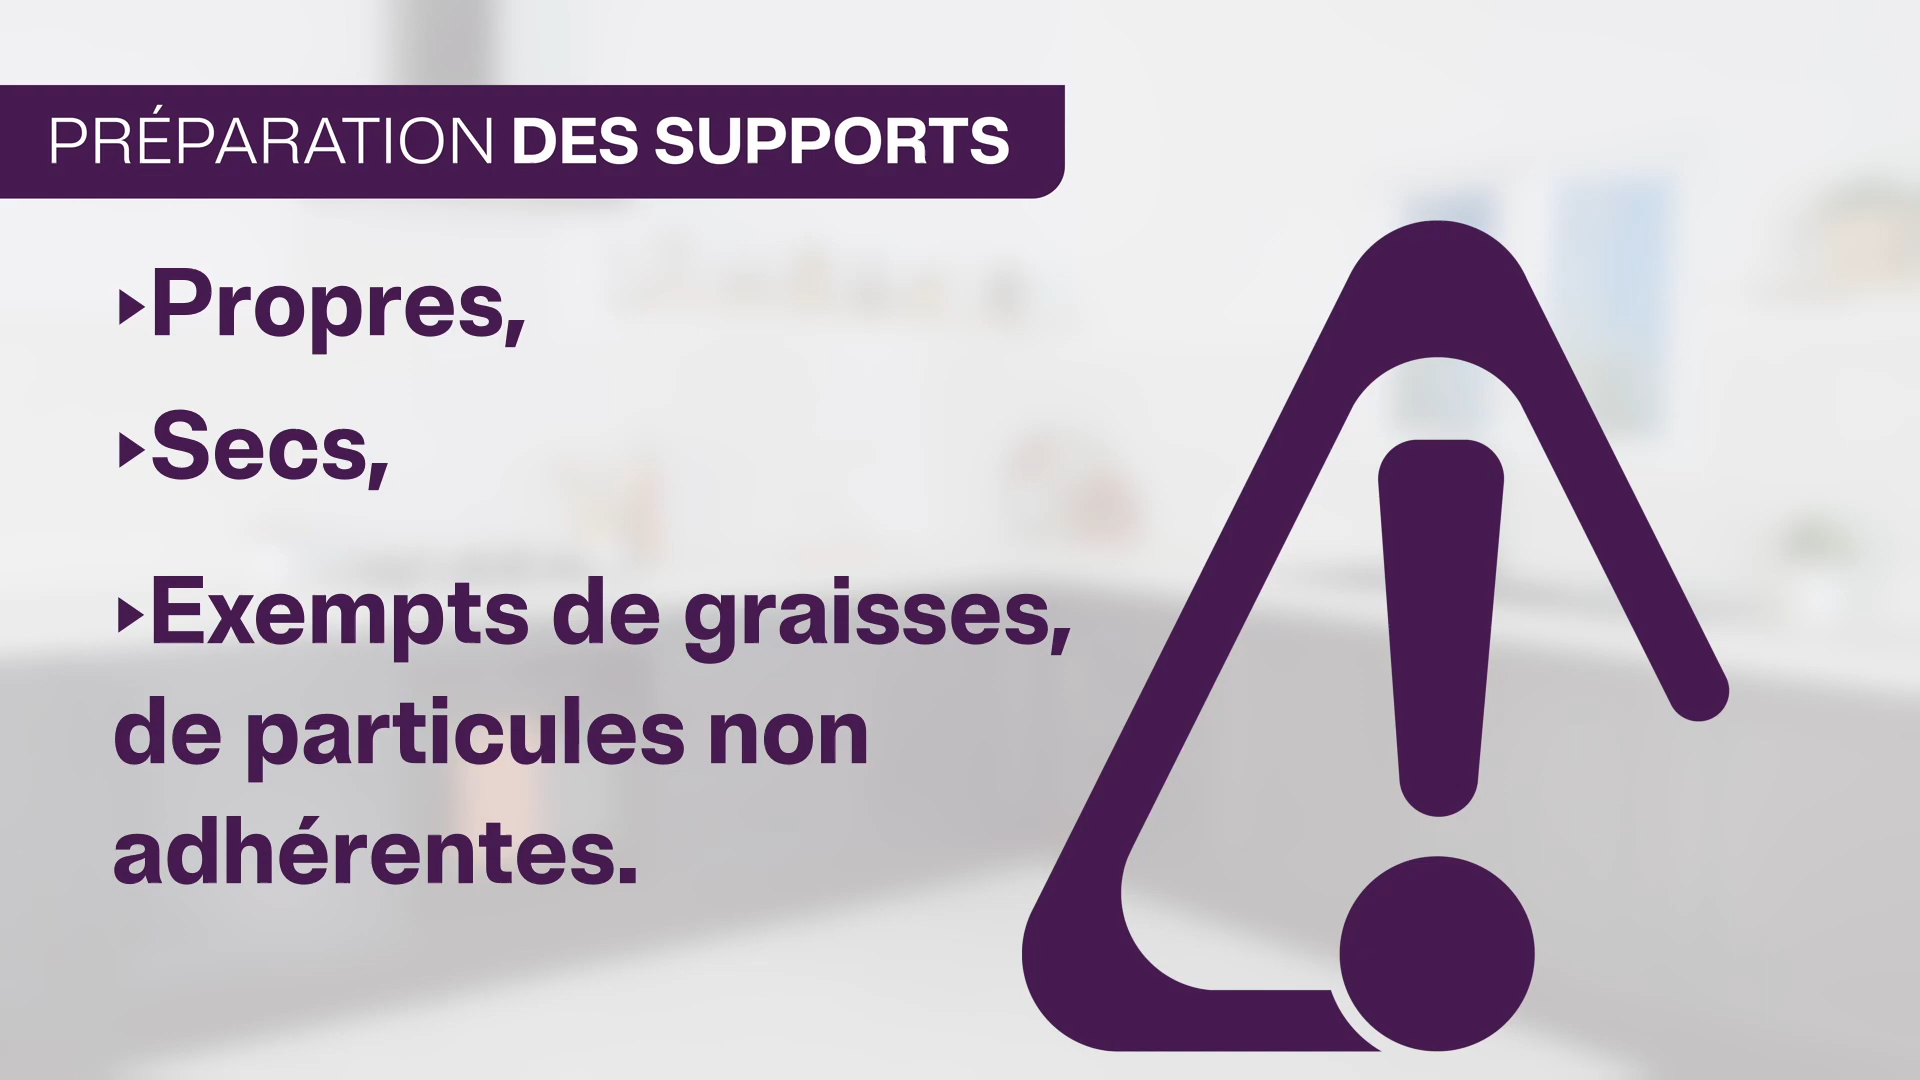 PRÉPARATION DES SUPPORTS
▸Propres,
▸Secs,
▸Exempts de graisses,
de particules non
adhérentes.